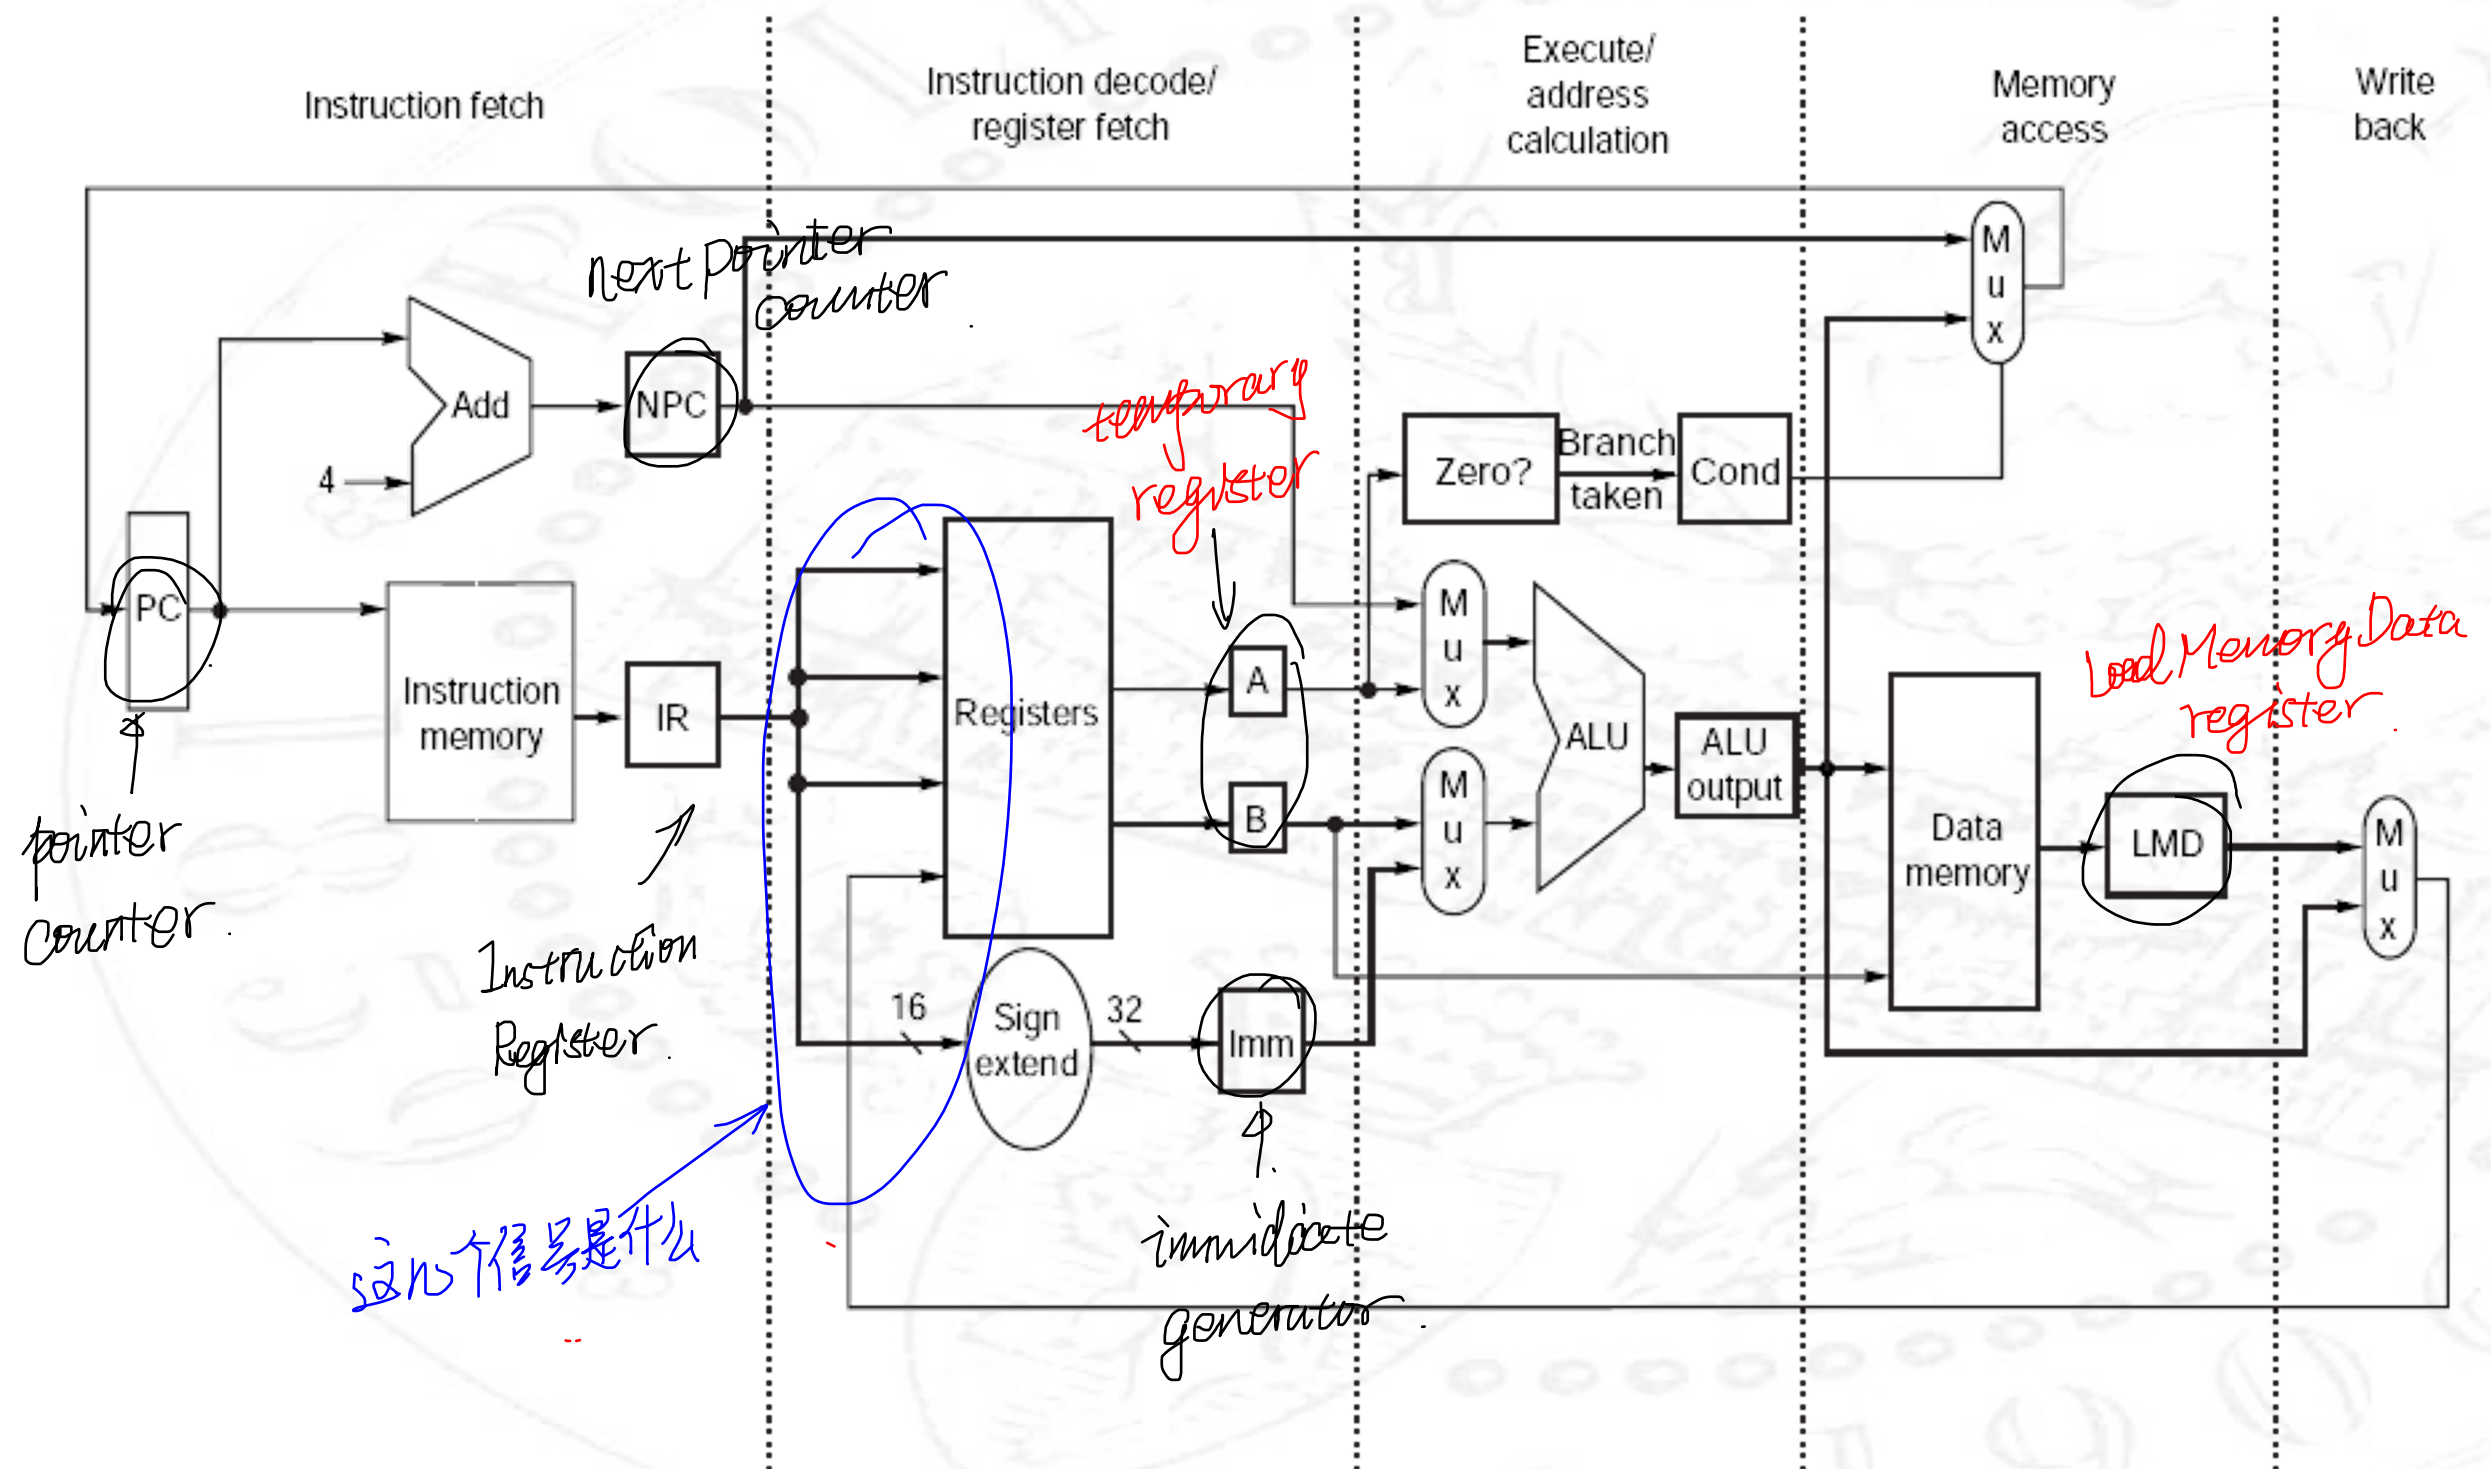 Instruction fetch
Instruction decode/
register fetch
Execute/
address
calculation
Memory
access
Write
back
next pointer
counter.
M
u
x
Add
NPC
4
temporary
register
Zero?
Branch
taken
Cond
PC
Instruction
memory
IR
Registers
A
B
M
u
x
M
u
x
ALU
ALU
output
Load Memory Data
register.
Data
memory
LMD
M
u
x
pointer
counter.
Instruction
Register.
16
Sign
extend
32
Imm
这几个信号是什么
immidiate
generator.